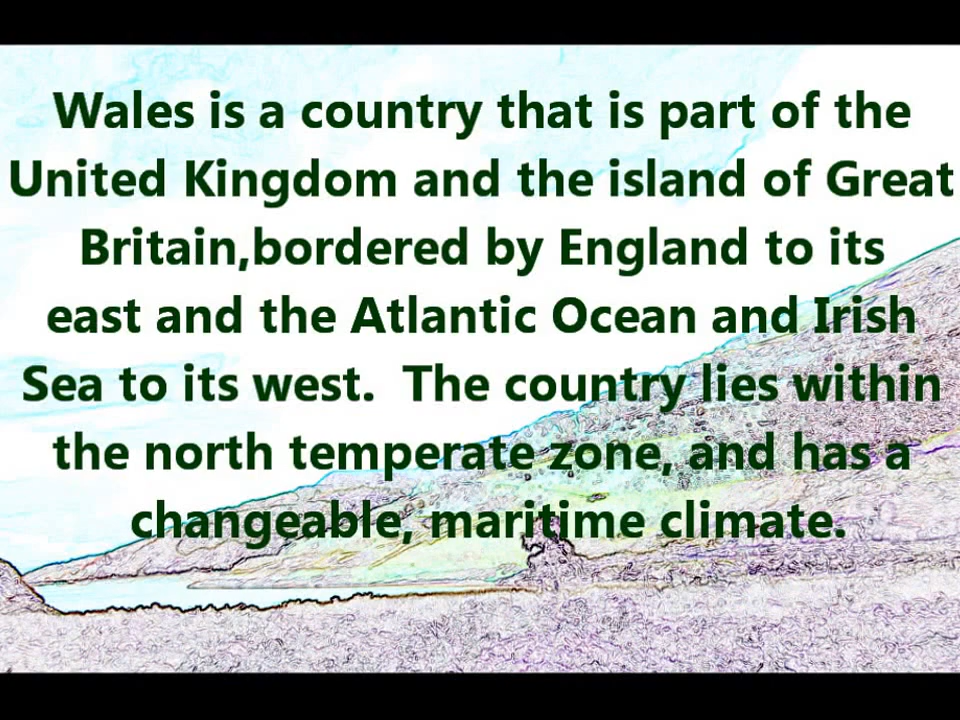 Wales is a country that is part of the
United Kingdom and the island of Great
Britain,bordered by England to its
east and the Atlantic Ocean and Irish
Sea to its west.  The country lies within
the north temperate zone, and has a
changeable, maritime climate.